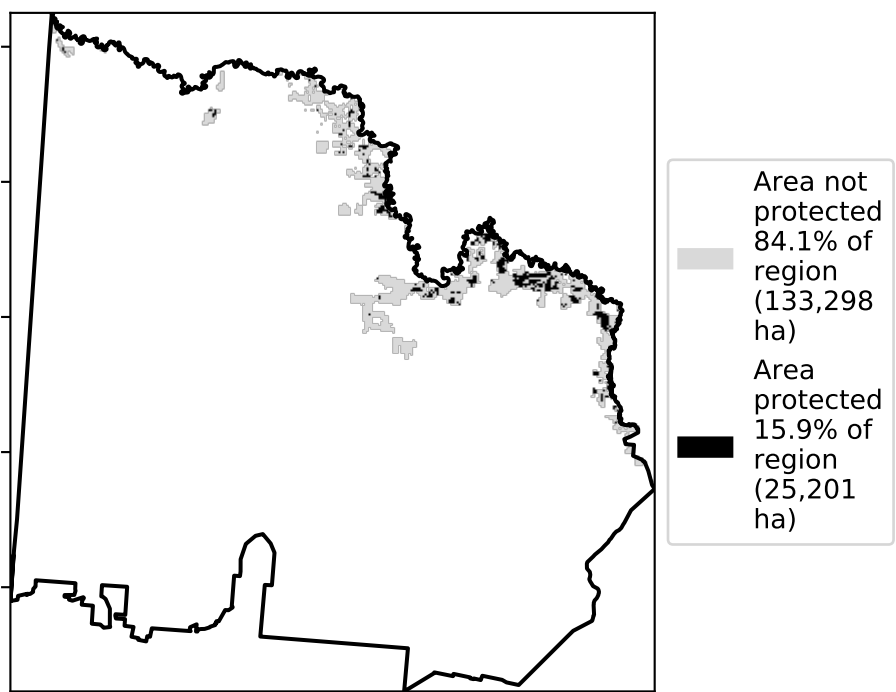 Area not
protected
84.1% of
region
(133,298
ha)
Area
protected
15.9% of
region
(25,201
ha)